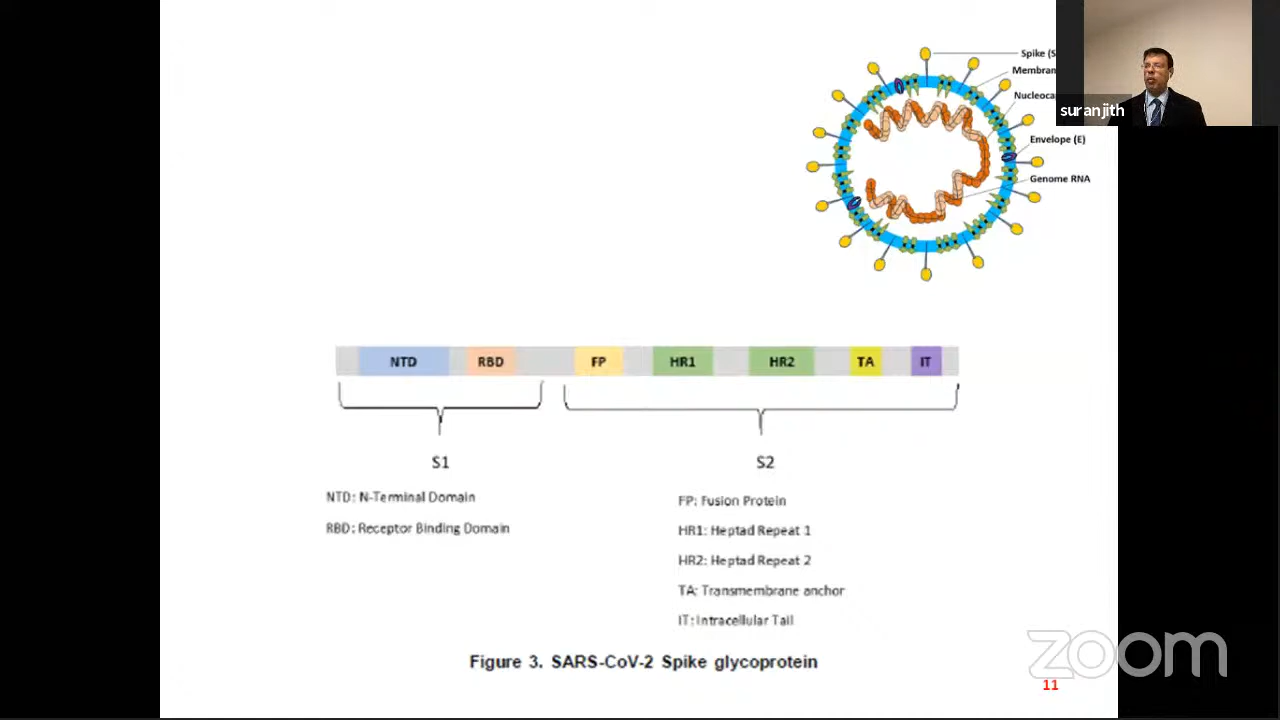 Spike (S
Membran
Nucleoca
suranjith
Envelope (E)
Genome RNA
NTD
RBD
FP
HR1
HR2
TA
IT
S1
S2
NTD: N-Terminal Domain
RBD: Receptor Binding Domain
FP: Fusion Protein
HR1: Heptad Repeat 1
HR2: Heptad Repeat 2
TA: Transmembrane anchor
IT: Intracellular Tail
Figure 3. SARS-CoV-2 Spike glycoprotein
zoom
11